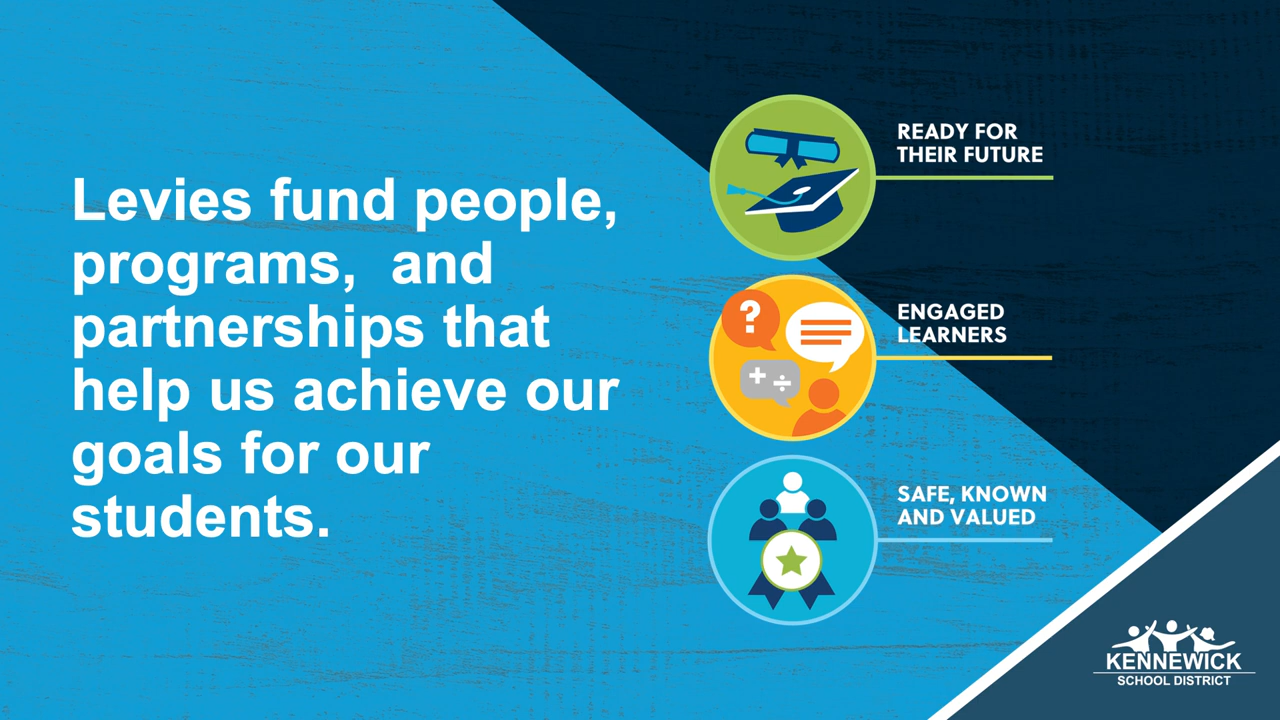 Levies fund people,
programs,  and
partnerships that
help us achieve our
goals for our
students.
READY FOR
THEIR FUTURE
?
ENGAGED
LEARNERS
+ ÷
SAFE, KNOWN
AND VALUED
KENNEWICK
SCHOOL DISTRICT